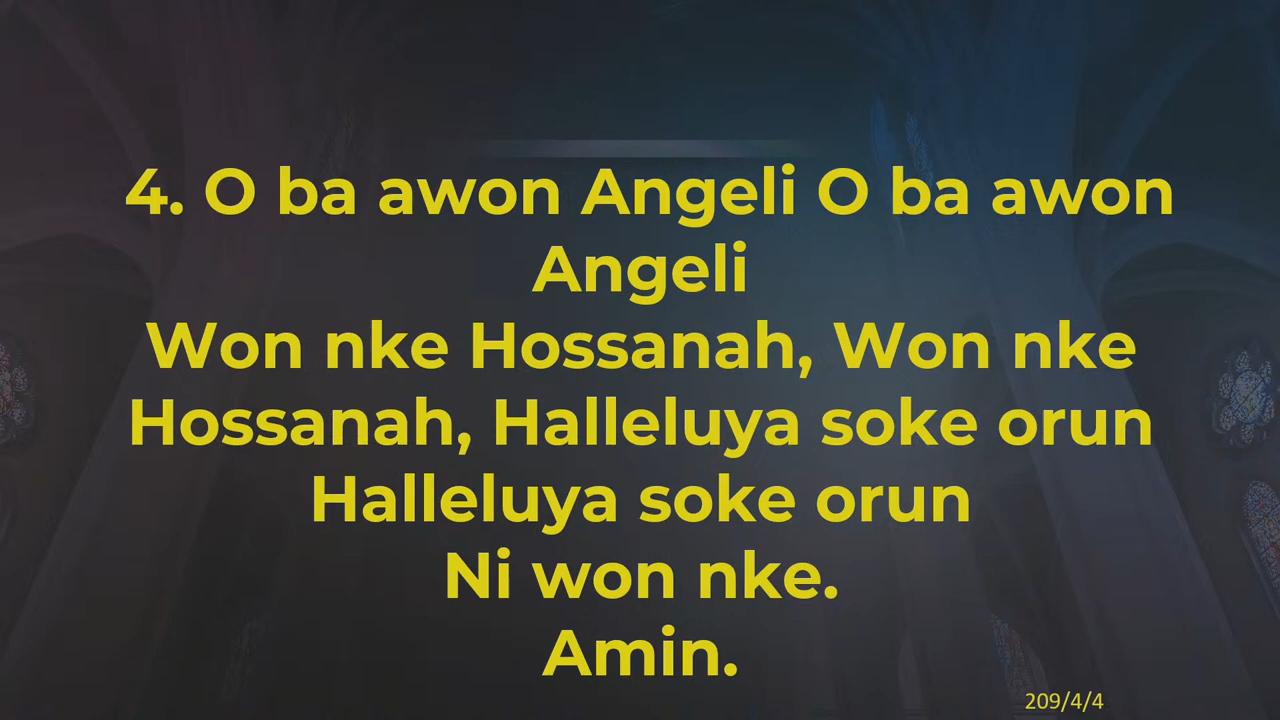 4. O ba awon Angeli O ba awon
Angeli
Won nke Hossanah, Won nke
Hossanah, Halleluya soke orun
Halleluya soke orun
Ni won nke.
Amin.
209/4/4